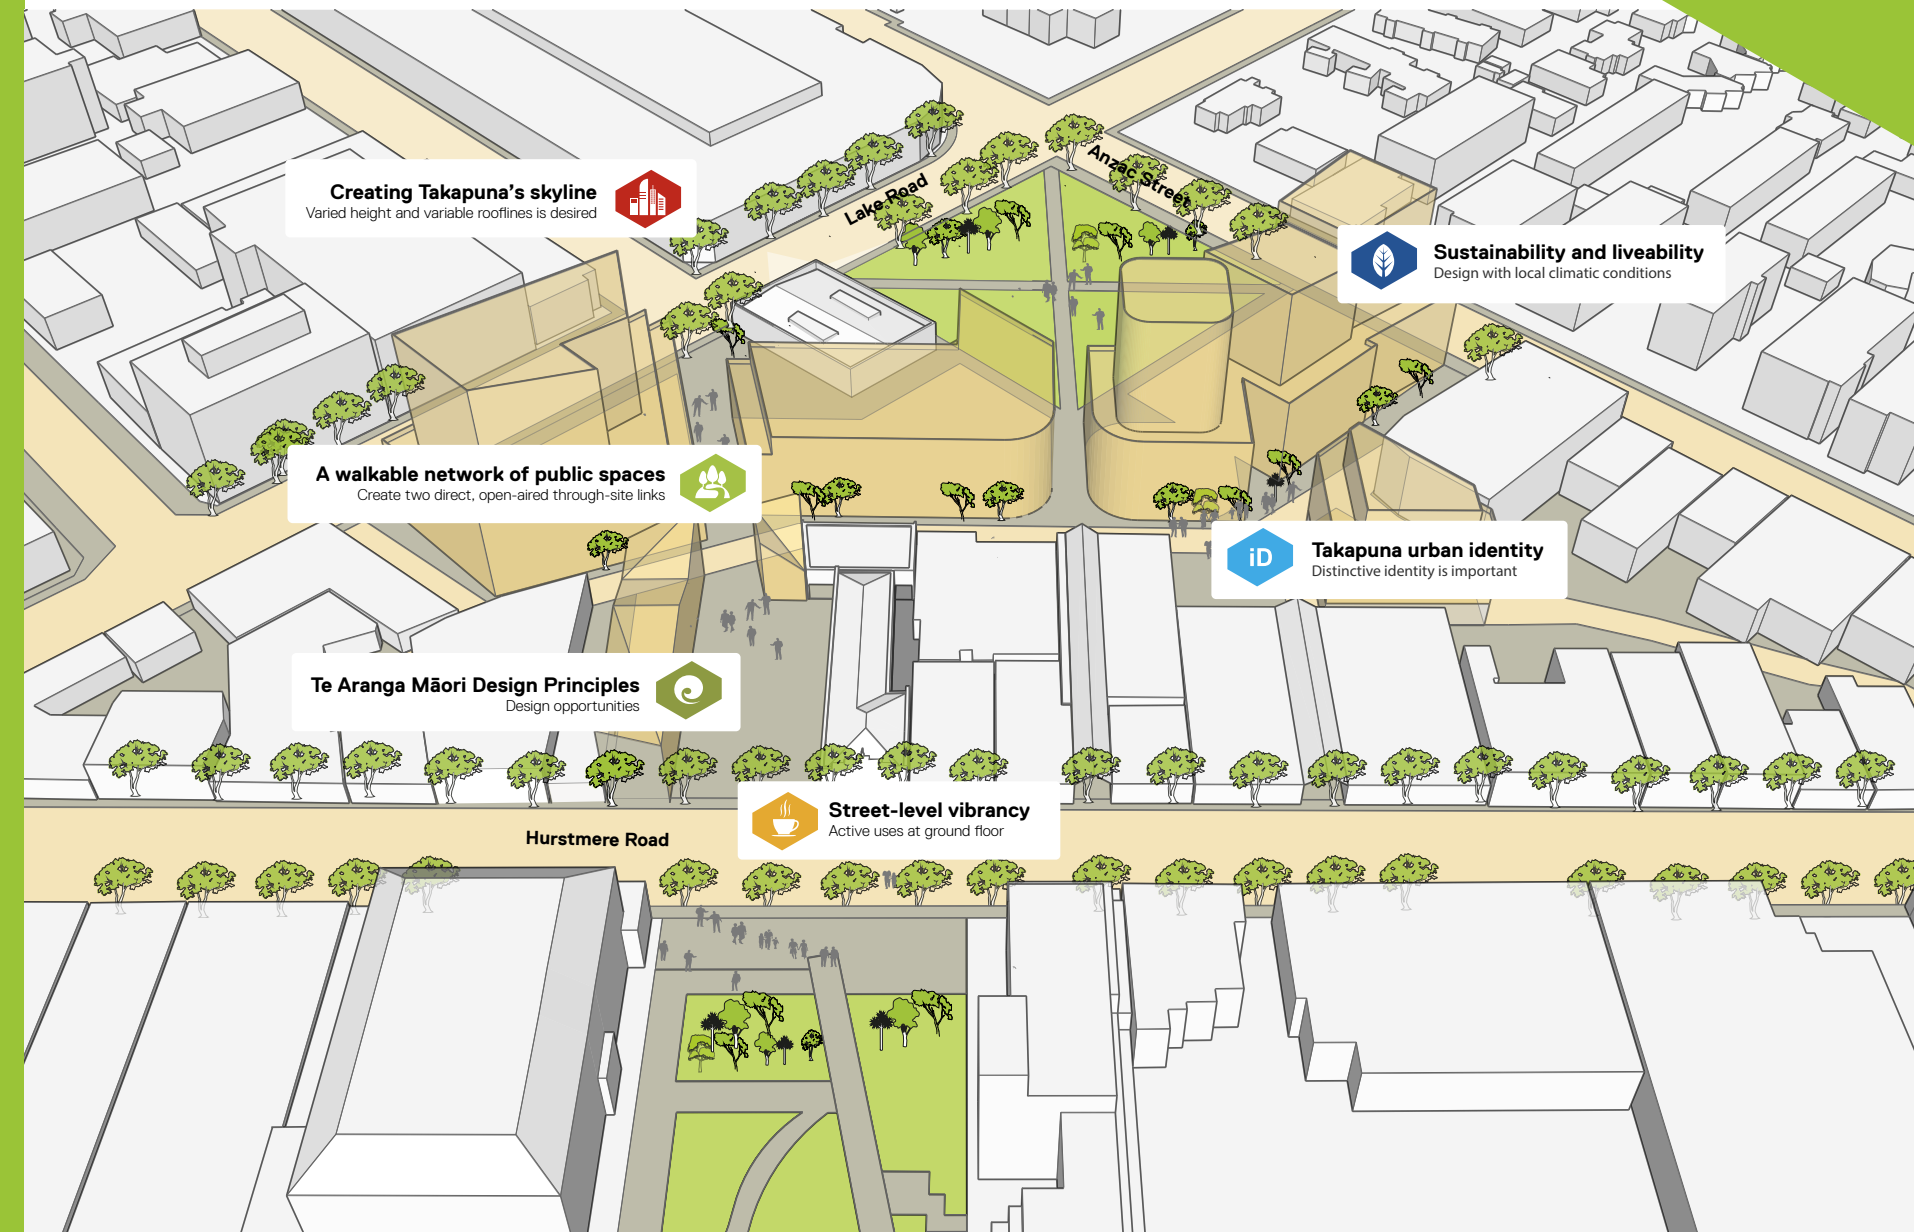 Anzac Street
Lake Road
Creating Takapuna's skyline
Varied height and variable rooflines is desired
Sustainability and liveability
Design with local climatic conditions
A walkable network of public spaces
Create two direct, open-aired through-site links
iD
Takapuna urban identity
Distinctive identity is important
Te Aranga Māori Design Principles
Design opportunities
Street-level vibrancy
Active uses at ground floor
Hurstmere Road